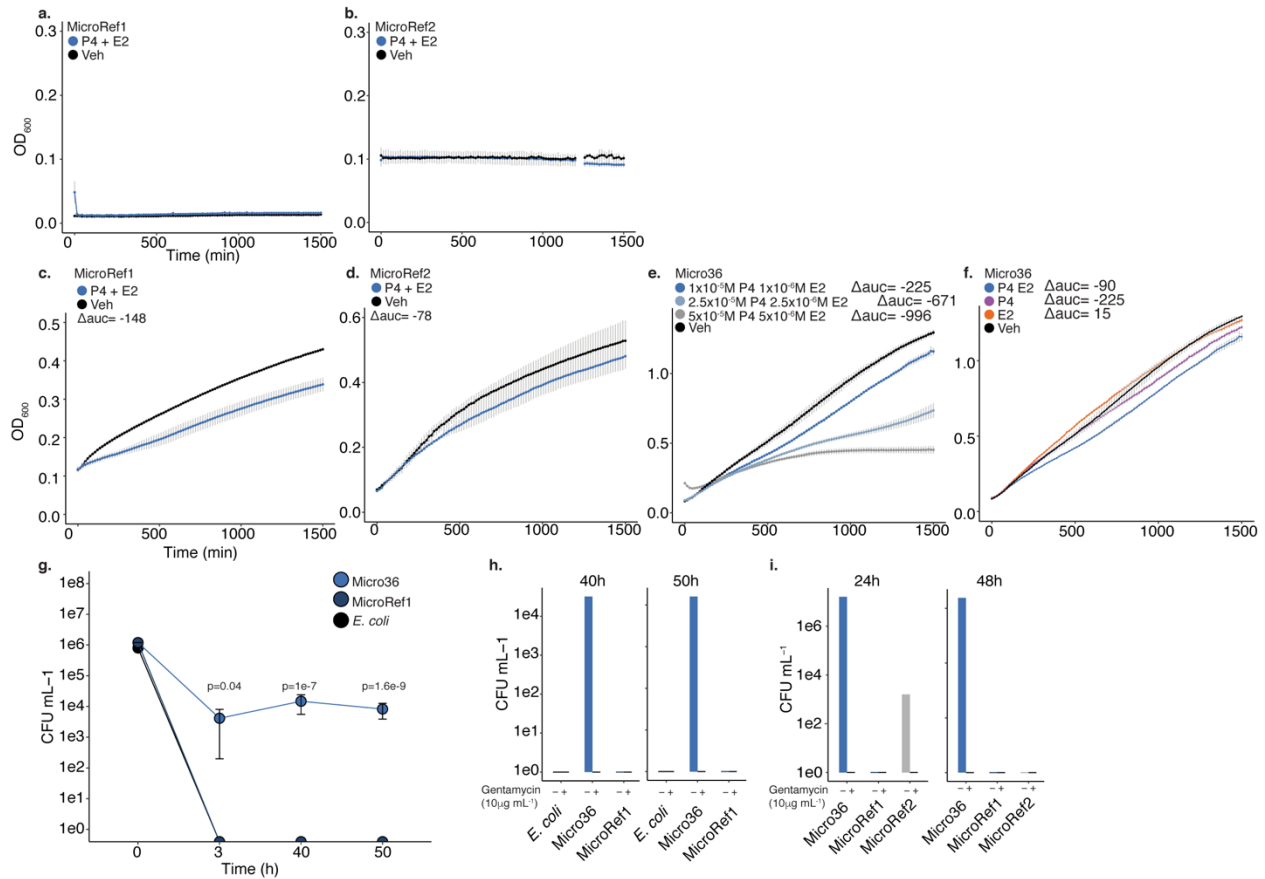 a.
MicroRef1
P4 + E2
Veh
0.3
0.2
0.1
0.0
OD600
0 500 1000 1500
Time (min)
b.
MicroRef2
P4 + E2
Veh
0.3
0.2
0.1
0.0
0 500 1000 1500
c.
MicroRef1
P4 + E2
Veh
Δauc= -148
0.5
0.4
0.3
0.2
0.1
0.0
OD600
0 500 1000 1500
Time (min)
d.
MicroRef2
P4 + E2
Veh
Δauc= -78
0.6
0.4
0.2
0.0
0 500 1000 1500
e.
Micro36
1x10⁻⁵M P4 1x10⁻⁶M E2 Δauc= -225
2.5x10⁻⁵M P4 2.5x10⁻⁶M E2 Δauc= -671
5x10⁻⁵M P4 5x10⁻⁶M E2 Δauc= -996
Veh
1.0
0.5
0.0
0 500 1000 1500
f.
Micro36
P4 E2 Δauc= -90
P4 Δauc= -225
E2 Δauc= 15
Veh
1.0
0.5
0.0
0 500 1000 1500
g.
Micro36
MicroRef1
E. coli
1e8
1e7
1e6
1e5
1e4
1e3
1e2
1e1
1e0
CFU mL–1
p=0.04 p=1e-7 p=1.6e-9
0 3 40 50
Time (h)
h.
40h 50h
1e4
1e3
1e2
1e1
1e0
CFU mL–1
Gentamycin - + - + - + - + - + - +
(10μg mL⁻¹)
E. coli Micro36 MicroRef1 E. coli Micro36 MicroRef1
i.
24h 48h
1e6
1e4
1e2
1e0
CFU mL⁻¹
Gentamycin - + - + - + - + - + - +
(10μg mL⁻¹)
Micro36 MicroRef1 MicroRef2 Micro36 MicroRef1 MicroRef2